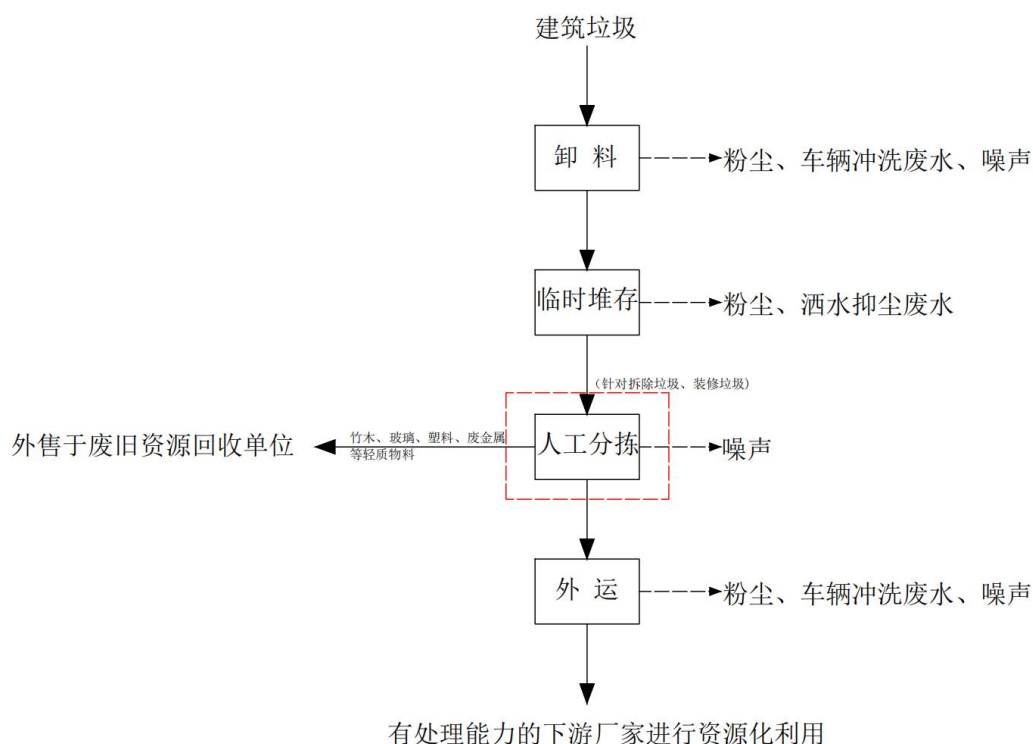 建筑垃圾
卸 料
粉尘、车辆冲洗废水、噪声
临时堆存
粉尘、洒水抑尘废水
（针对拆除垃圾、装修垃圾)
外售于废旧资源回收单位
竹木、玻璃、塑料、废金属
等轻质物料
人工分拣
噪声
外 运
粉尘、车辆冲洗废水、噪声
有处理能力的下游厂家进行资源化利用